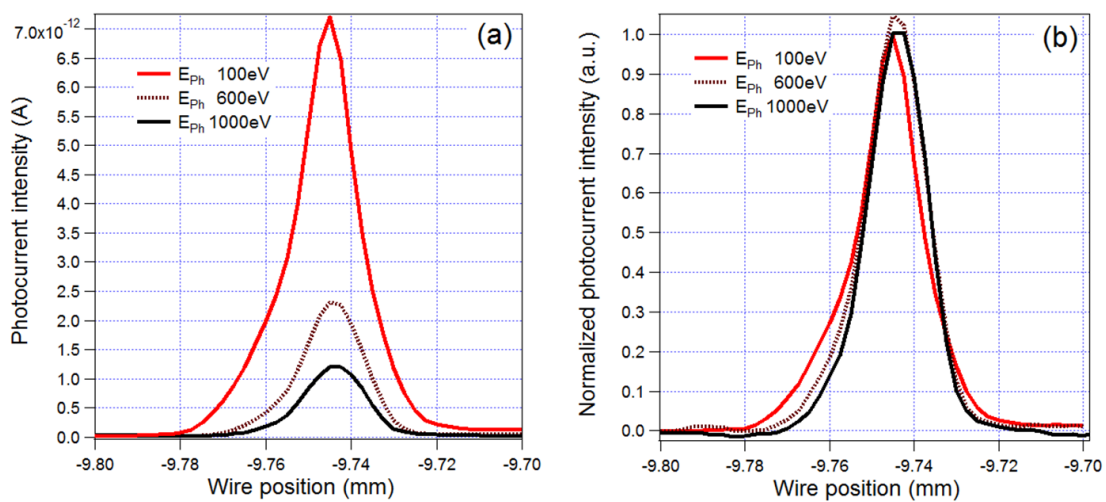 7.0x10⁻¹²
6.5
6.0
5.5
5.0
4.5
4.0
3.5
3.0
2.5
2.0
1.5
1.0
0.5
0.0
Photocurrent intensity (A)
(a)
E_Ph 100eV
E_Ph 600eV
E_Ph 1000eV
-9.80 -9.78 -9.76 -9.74 -9.72 -9.70
Wire position (mm)
1.0
0.9
0.8
0.7
0.6
0.5
0.4
0.3
0.2
0.1
0.0
Normalized photocurrent intensity (a.u.)
(b)
E_Ph 100eV
E_Ph 600eV
E_Ph 1000eV
-9.80 -9.78 -9.76 -9.74 -9.72 -9.70
Wire position (mm)